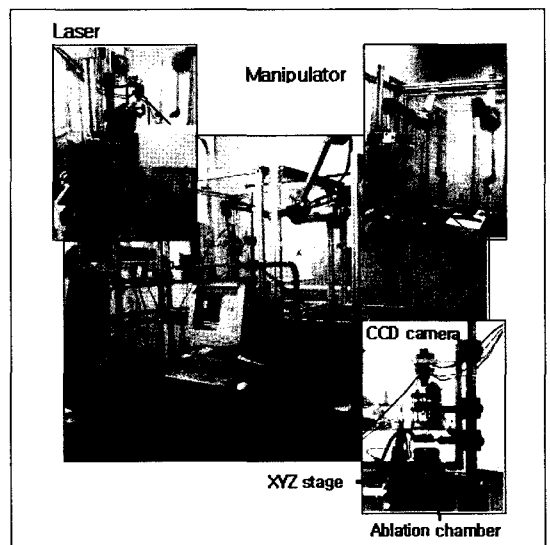 Laser
Manipulator
CCD camera
XYZ stage
Ablation chamber